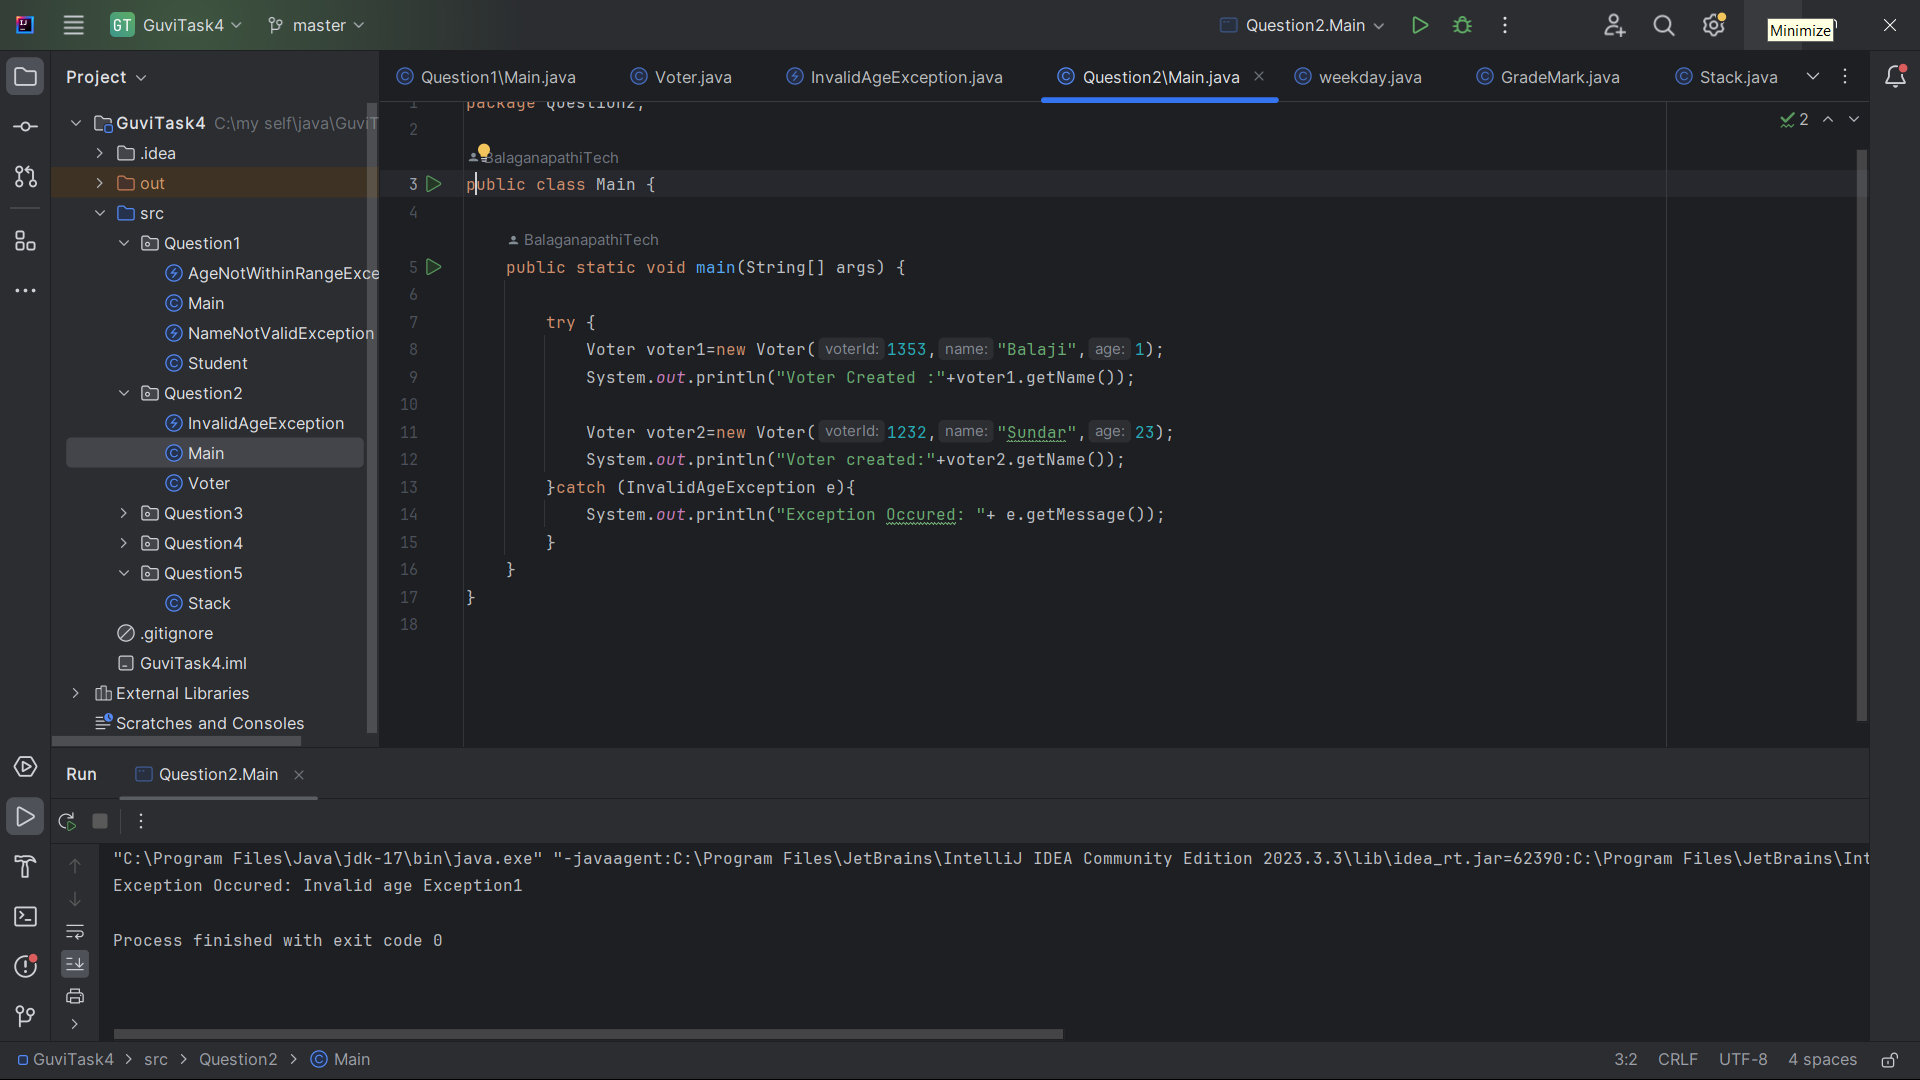 GT GuviTask4 master Question2.Main Minimize
Project
Question1\Main.java Voter.java InvalidAgeException.java Question2\Main.java weekday.java GradeMark.java Stack.java
GuviTask4 C:\my self\java\GuviT
.idea
out
src
Question1
AgeNotWithinRangeExce
Main
NameNotValidException
Student
Question2
InvalidAgeException
Main
Voter
Question3
Question4
Question5
Stack
.gitignore
GuviTask4.iml
External Libraries
Scratches and Consoles
1 package Question2;
2
BalaganapathiTech
3 public class Main {
4
BalaganapathiTech
5 public static void main(String[] args) {
6
7 try {
8 Voter voter1=new Voter( voterId: 1353, name: "Balaji", age: 1);
9 System.out.println("Voter Created :"+voter1.getName());
10
11 Voter voter2=new Voter( voterId: 1232, name: "Sundar", age: 23);
12 System.out.println("Voter created:"+voter2.getName());
13 }catch (InvalidAgeException e){
14 System.out.println("Exception Occured: "+ e.getMessage());
15 }
16 }
17 }
18
2
Run Question2.Main
"C:\Program Files\Java\jdk-17\bin\java.exe" "-javaagent:C:\Program Files\JetBrains\IntelliJ IDEA Community Edition 2023.3.3\lib\idea_rt.jar=62390:C:\Program Files\JetBrains\Int
Exception Occured: Invalid age Exception1
Process finished with exit code 0
GuviTask4 > src > Question2 > Main 3:2 CRLF UTF-8 4 spaces